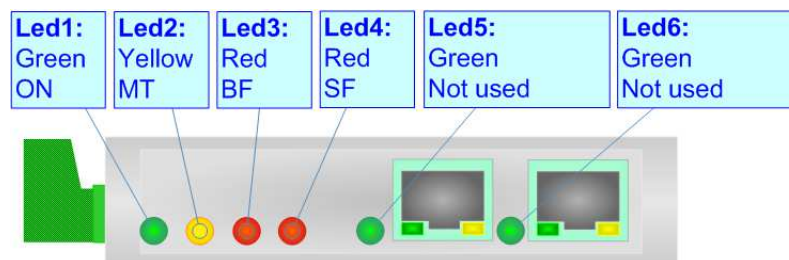 Led1:
Green
ON
Led2:
Yellow
MT
Led3:
Red
BF
Led4:
Red
SF
Led5:
Green
Not used
Led6:
Green
Not used